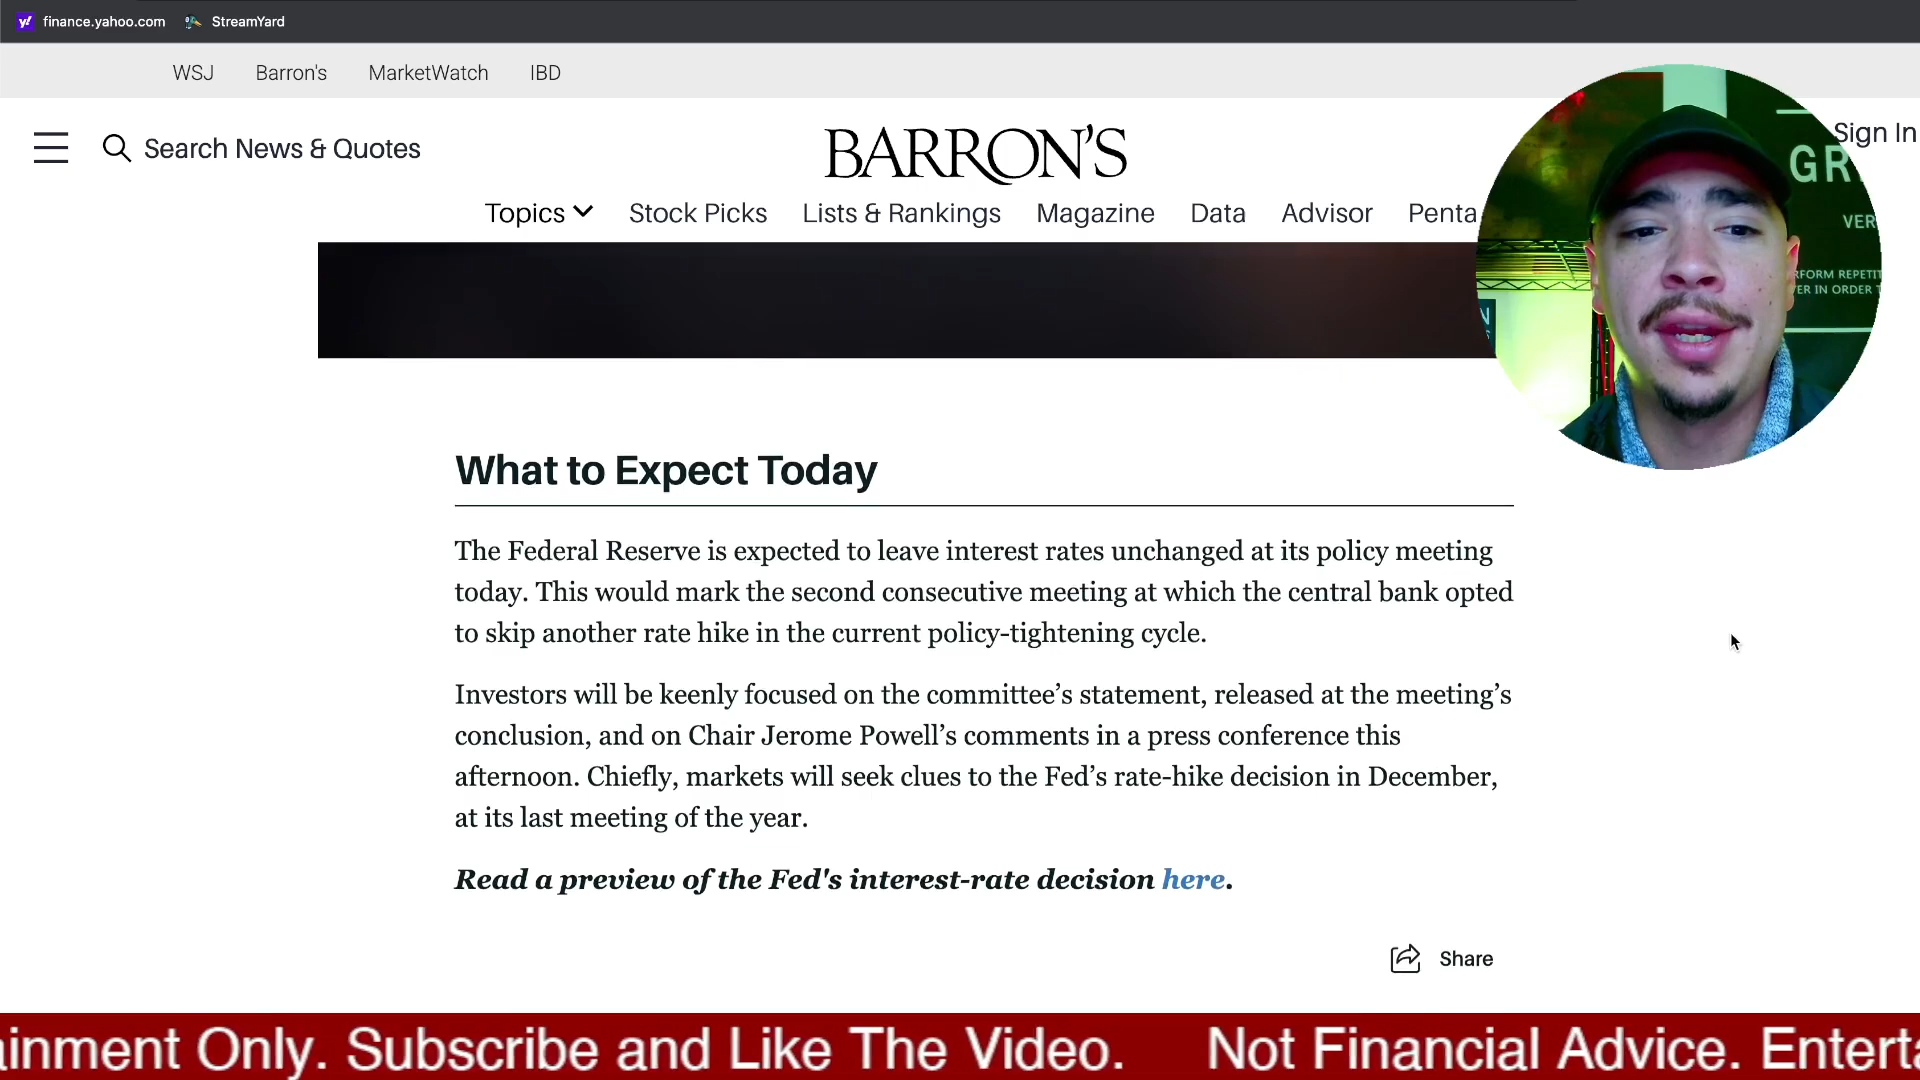 finance.yahoo.com StreamYard
WSJ Barron's MarketWatch IBD
Search News & Quotes
BARRON'S
Sign In
Topics Stock Picks Lists & Rankings Magazine Data Advisor Penta
What to Expect Today
The Federal Reserve is expected to leave interest rates unchanged at its policy meeting
today. This would mark the second consecutive meeting at which the central bank opted
to skip another rate hike in the current policy-tightening cycle.
Investors will be keenly focused on the committee’s statement, released at the meeting’s
conclusion, and on Chair Jerome Powell’s comments in a press conference this
afternoon. Chiefly, markets will seek clues to the Fed’s rate-hike decision in December,
at its last meeting of the year.
Read a preview of the Fed's interest-rate decision here.
Share
ainment Only. Subscribe and Like The Video. Not Financial Advice. Enterta